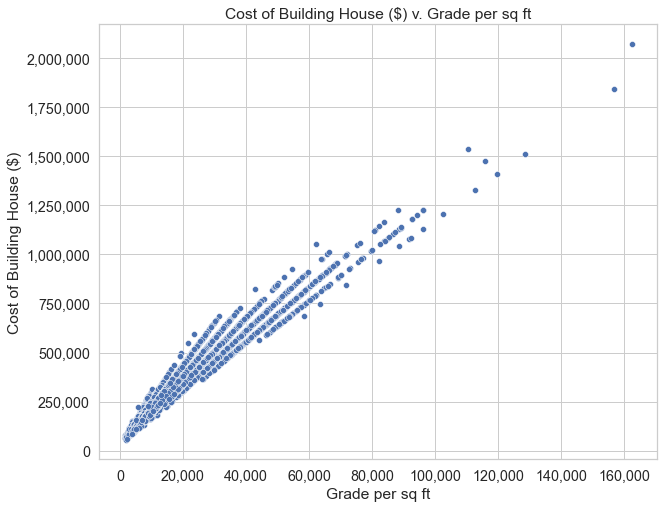 Cost of Building House ($) v. Grade per sq ft
2,000,000
1,750,000
1,500,000
1,250,000
1,000,000
750,000
500,000
250,000
0
Cost of Building House ($)
0 20,000 40,000 60,000 80,000 100,000 120,000 140,000 160,000
Grade per sq ft